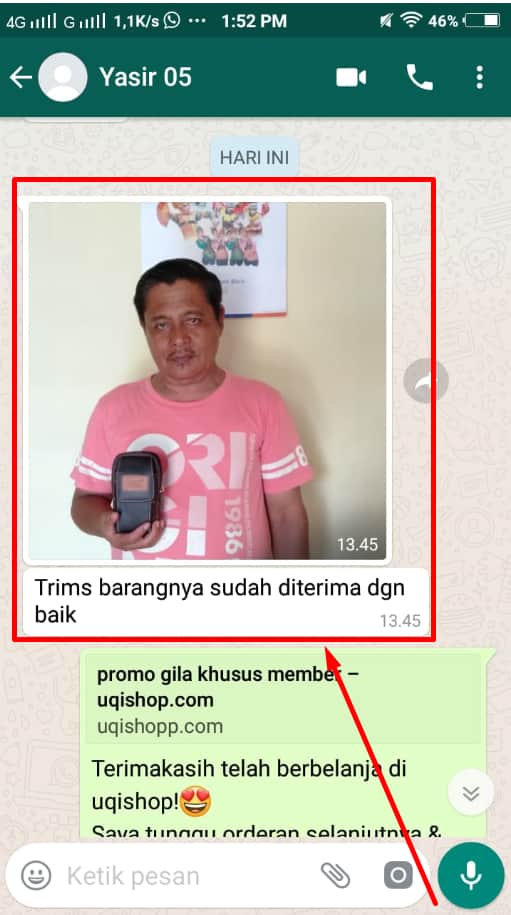 4G G 1,1K/s ... 1:52 PM 46%
Yasir 05
HARI INI
ORI
1986
8
13.45
Trims barangnya sudah diterima dgn
baik
13.45
promo gila khusus member –
uqishop.com
uqishopp.com
Terimakasih telah berbelanja di
uqishop!😍
Saya tunggu orderan selanjutnya &
Ketik pesan